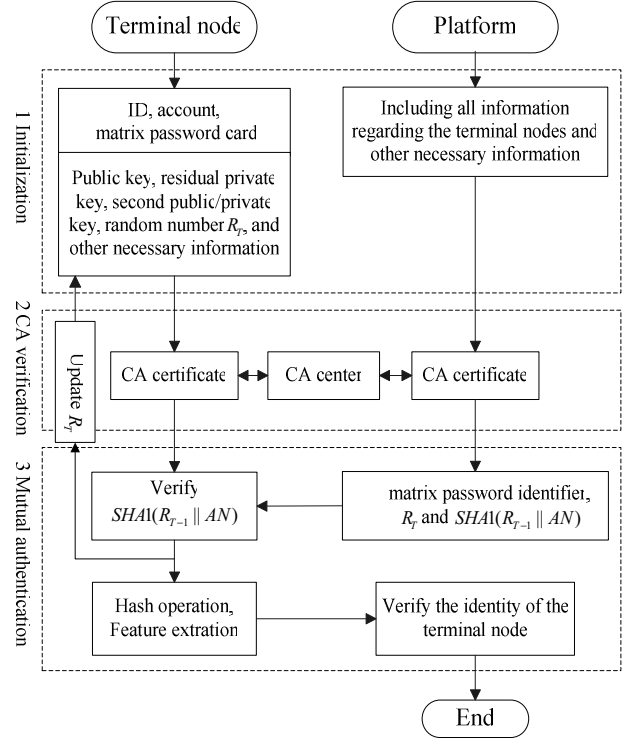 Terminal node
Platform
1 Initialization
ID, account,
matrix password card
Public key, residual private
key, second public/private
key, random number R_T, and
other necessary information
Including all information
regarding the terminal nodes and
other necessary information
2 CA verification
Update R_T
CA certificate
CA center
CA certificate
3 Mutual authentication
Verify
SHA1(R_{T-1} || AN)
matrix password identifier,
R_T and SHA1(R_{T-1} || AN)
Hash operation,
Feature extration
Verify the identity of the
terminal node
End